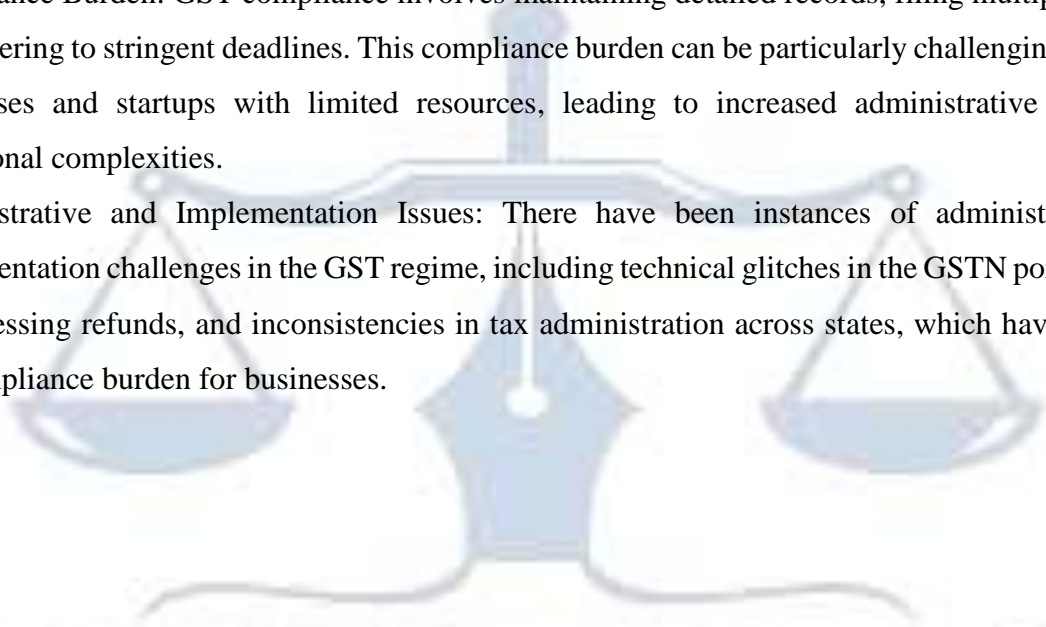 ance Burden: GST compliance involves maintaining detailed records, filing multip
ering to stringent deadlines. This compliance burden can be particularly challengin
ses and startups with limited resources, leading to increased administrative
onal complexities.
strative and Implementation Issues: There have been instances of administ
entation challenges in the GST regime, including technical glitches in the GSTN po
essing refunds, and inconsistencies in tax administration across states, which hav
pliance burden for businesses.